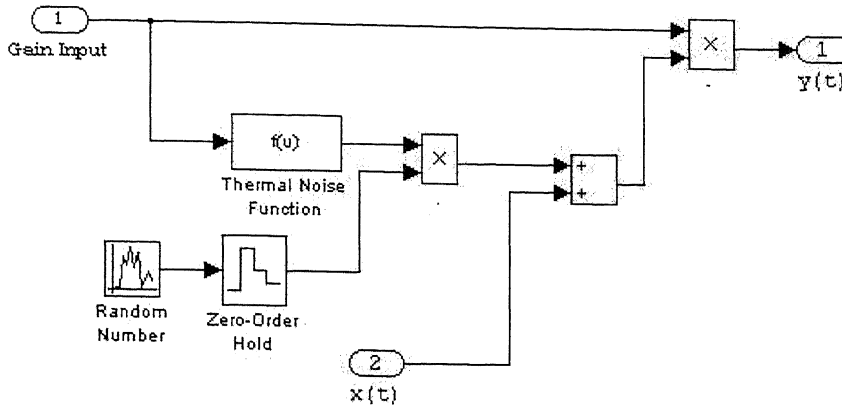 1
Gain Input
×
1
y(t)
f(u)
Thermal Noise
Function
×
+
+
Random
Number
Zero-Order
Hold
2
x(t)